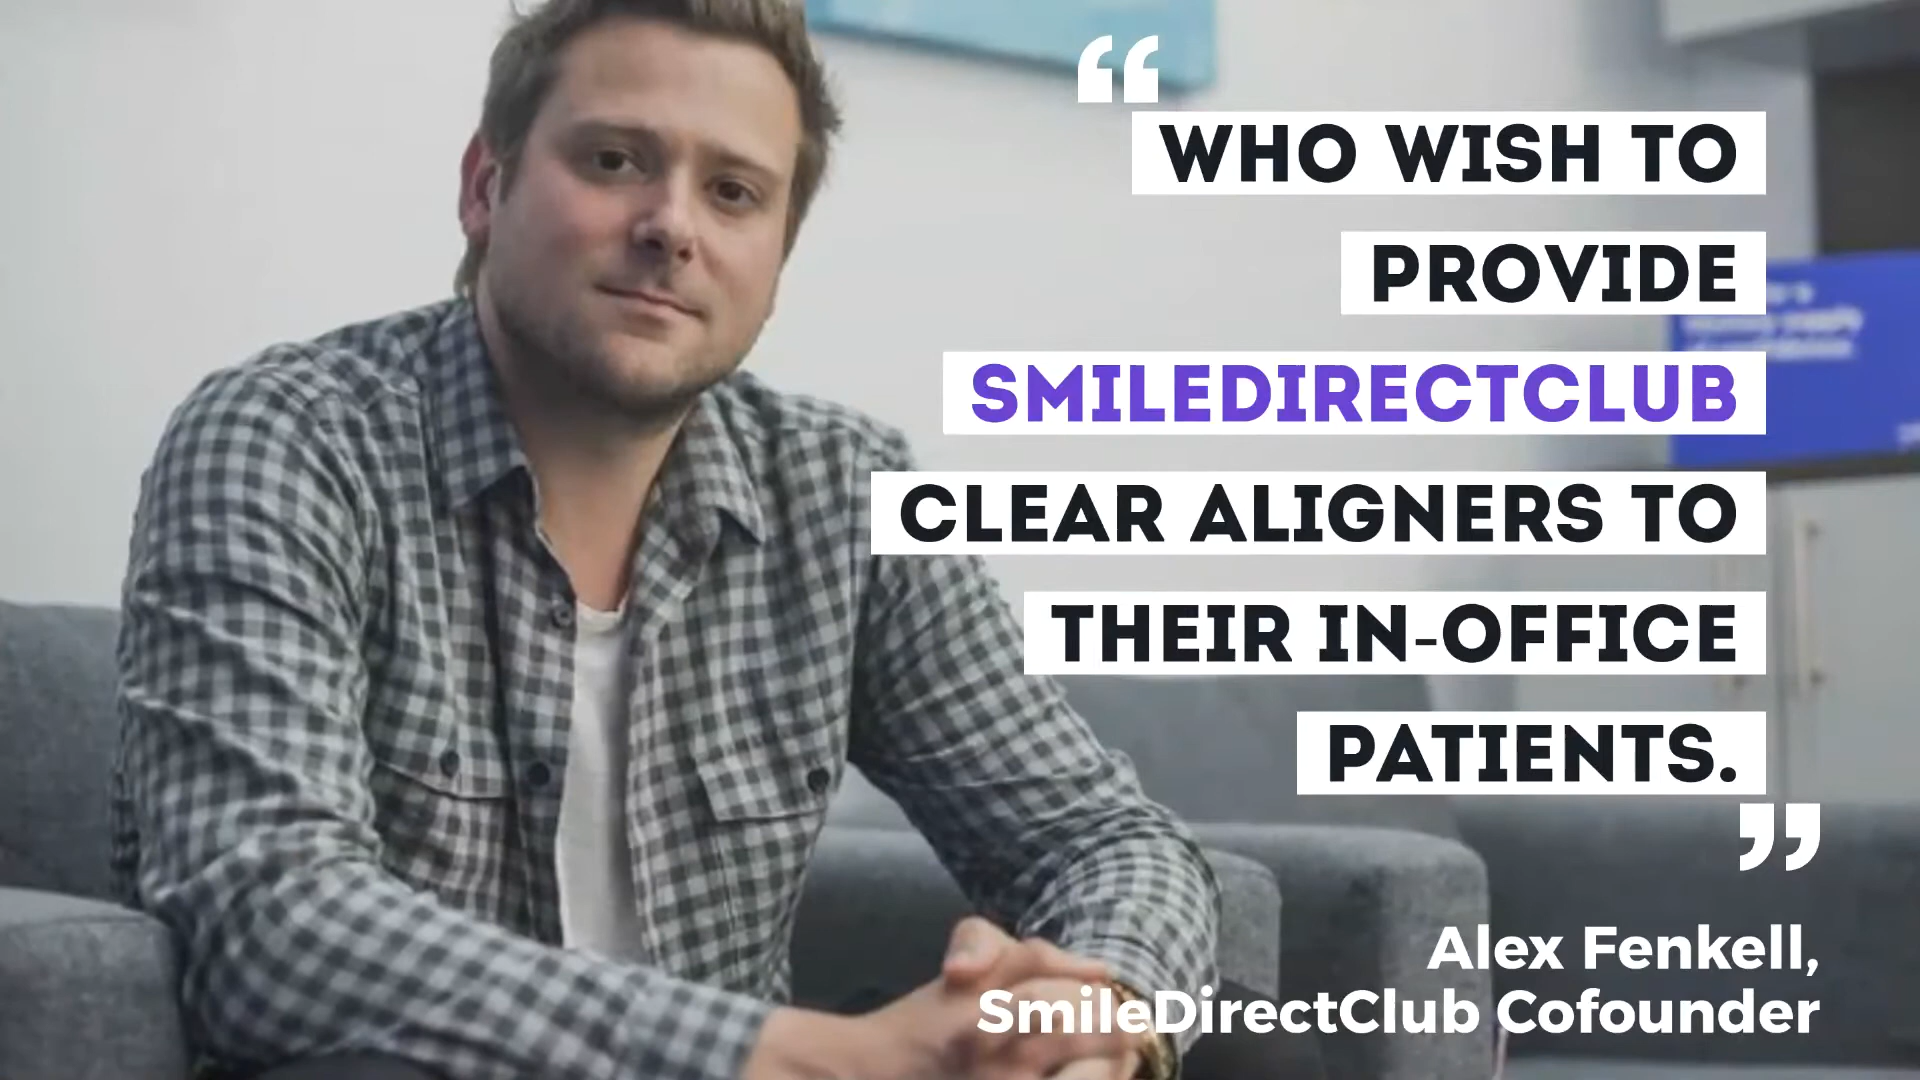 “
WHO WISH TO
PROVIDE
SMILEDIRECTCLUB
CLEAR ALIGNERS TO
THEIR IN-OFFICE
PATIENTS.
”
Alex Fenkell,
SmileDirectClub Cofounder